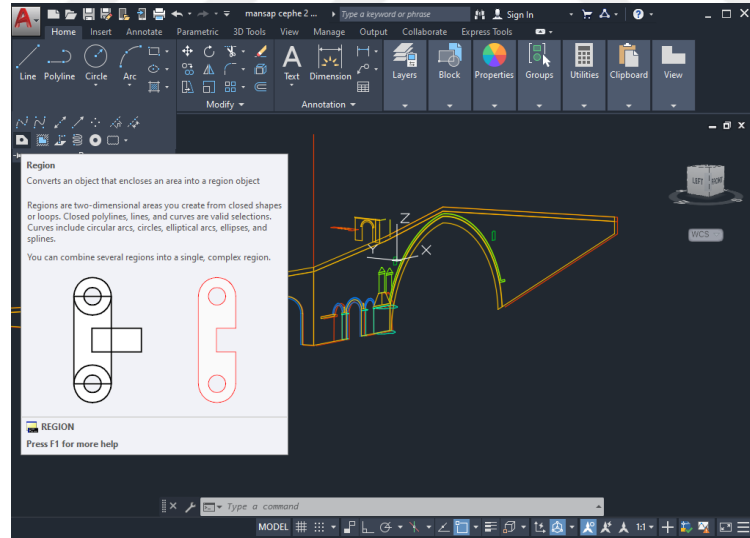 A
mansap cephe 2 ...
Type a keyword or phrase
Sign In
Home Insert Annotate Parametric 3D Tools View Manage Output Collaborate Express Tools
Line Polyline Circle Arc
Text Dimension
Layers Block Properties Groups Utilities Clipboard View
Modify Annotation
Region
Converts an object that encloses an area into a region object
Regions are two-dimensional areas you create from closed shapes
or loops. Closed polylines, lines, and curves are valid selections.
Curves include circular arcs, circles, elliptical arcs, ellipses, and
splines.
You can combine several regions into a single, complex region.
REGION
Press F1 for more help
Z
Y
X
LEFT FRONT
WCS
Type a command
MODEL
1:1